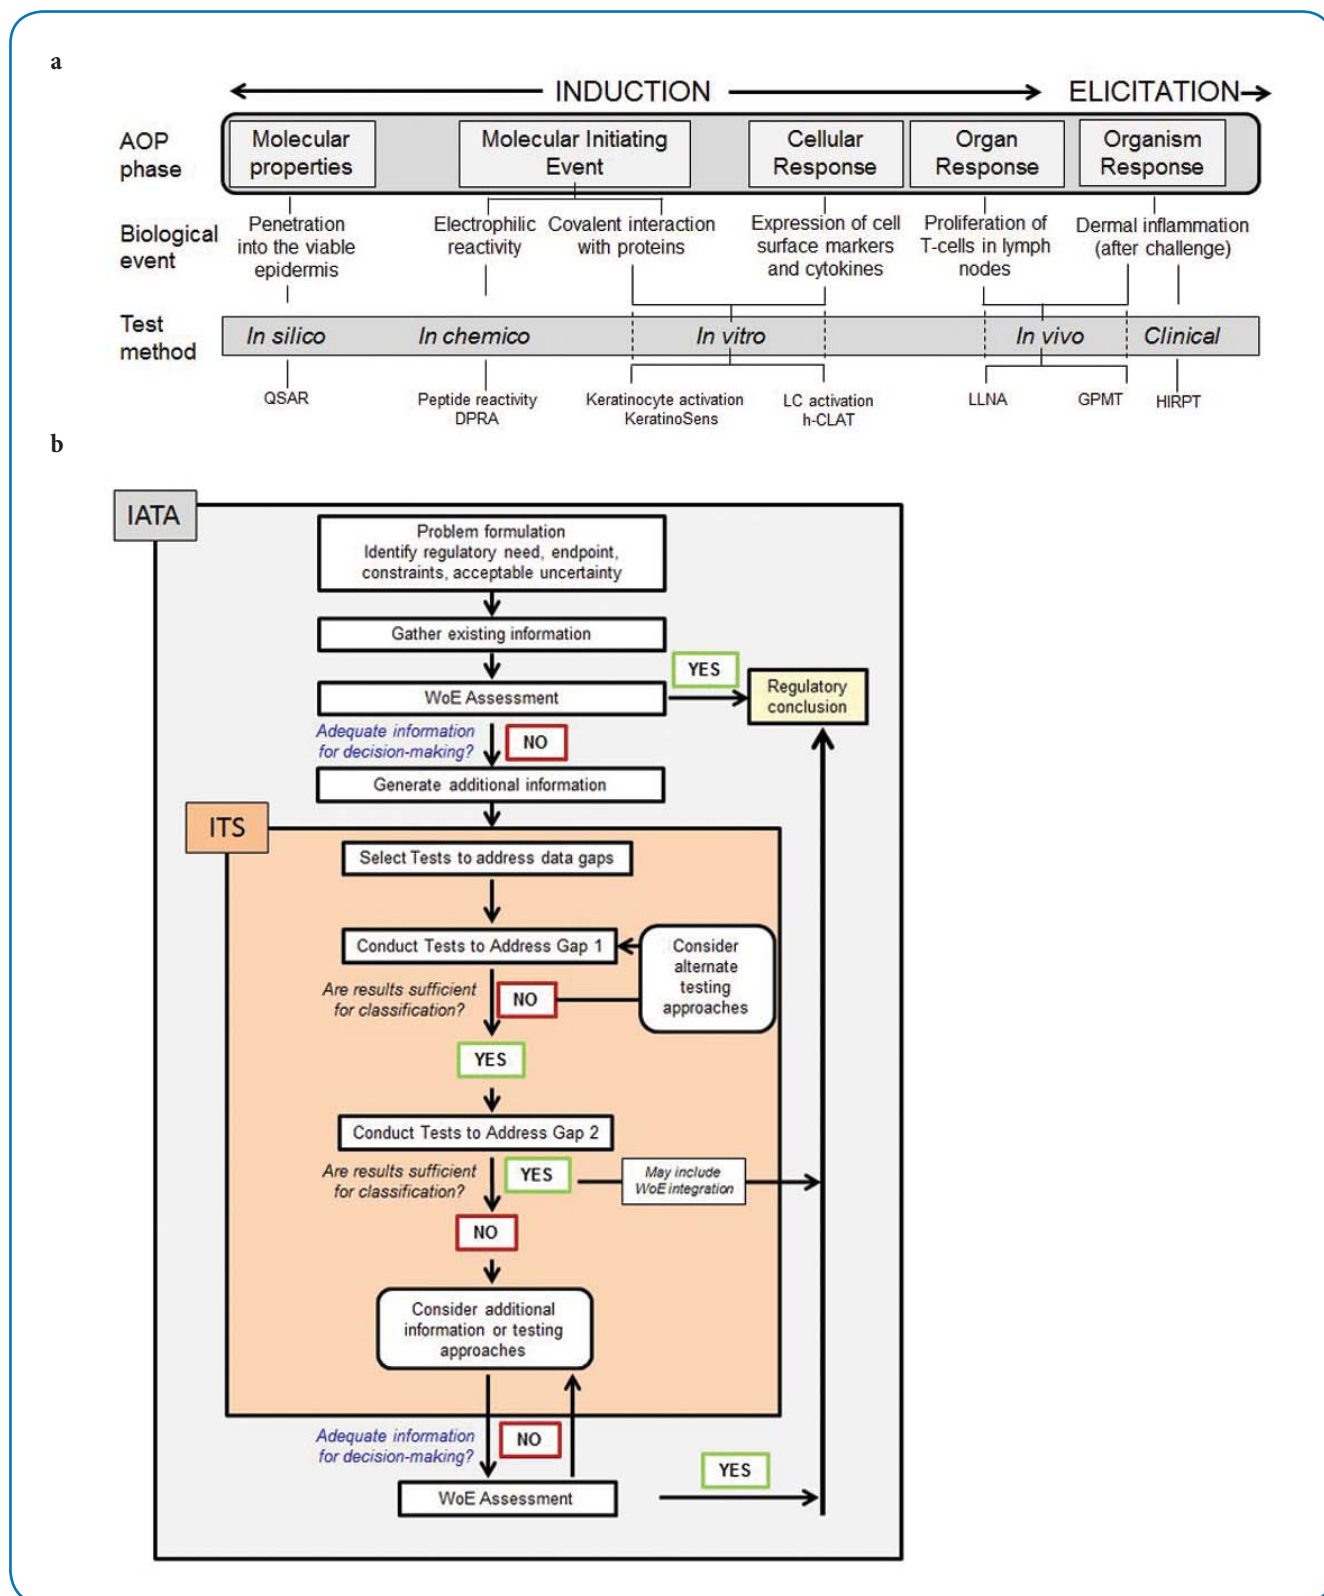 a
INDUCTION
ELICITATION
AOP
phase
Molecular
properties
Molecular Initiating
Event
Cellular
Response
Organ
Response
Organism
Response
Biological
event
Penetration
into the viable
epidermis
Electrophilic
reactivity
Covalent interaction
with proteins
Expression of cell
surface markers
and cytokines
Proliferation of
T-cells in lymph
nodes
Dermal inflammation
(after challenge)
Test
method
In silico
In chemico
In vitro
In vivo
Clinical
QSAR
Peptide reactivity
DPRA
Keratinocyte activation
KeratinoSens
LC activation
h-CLAT
LLNA
GPMT
HIRPT
b
IATA
Problem formulation
Identify regulatory need, endpoint,
constraints, acceptable uncertainty
Gather existing information
WoE Assessment
YES
Regulatory
conclusion
Adequate information
for decision-making?
NO
Generate additional information
ITS
Select Tests to address data gaps
Conduct Tests to Address Gap 1
Consider
alternate
testing
approaches
Are results sufficient
for classification?
NO
YES
Conduct Tests to Address Gap 2
Are results sufficient
for classification?
YES
May include
WoE integration
NO
Consider additional
information or testing
approaches
Adequate information
for decision-making?
NO
YES
WoE Assessment